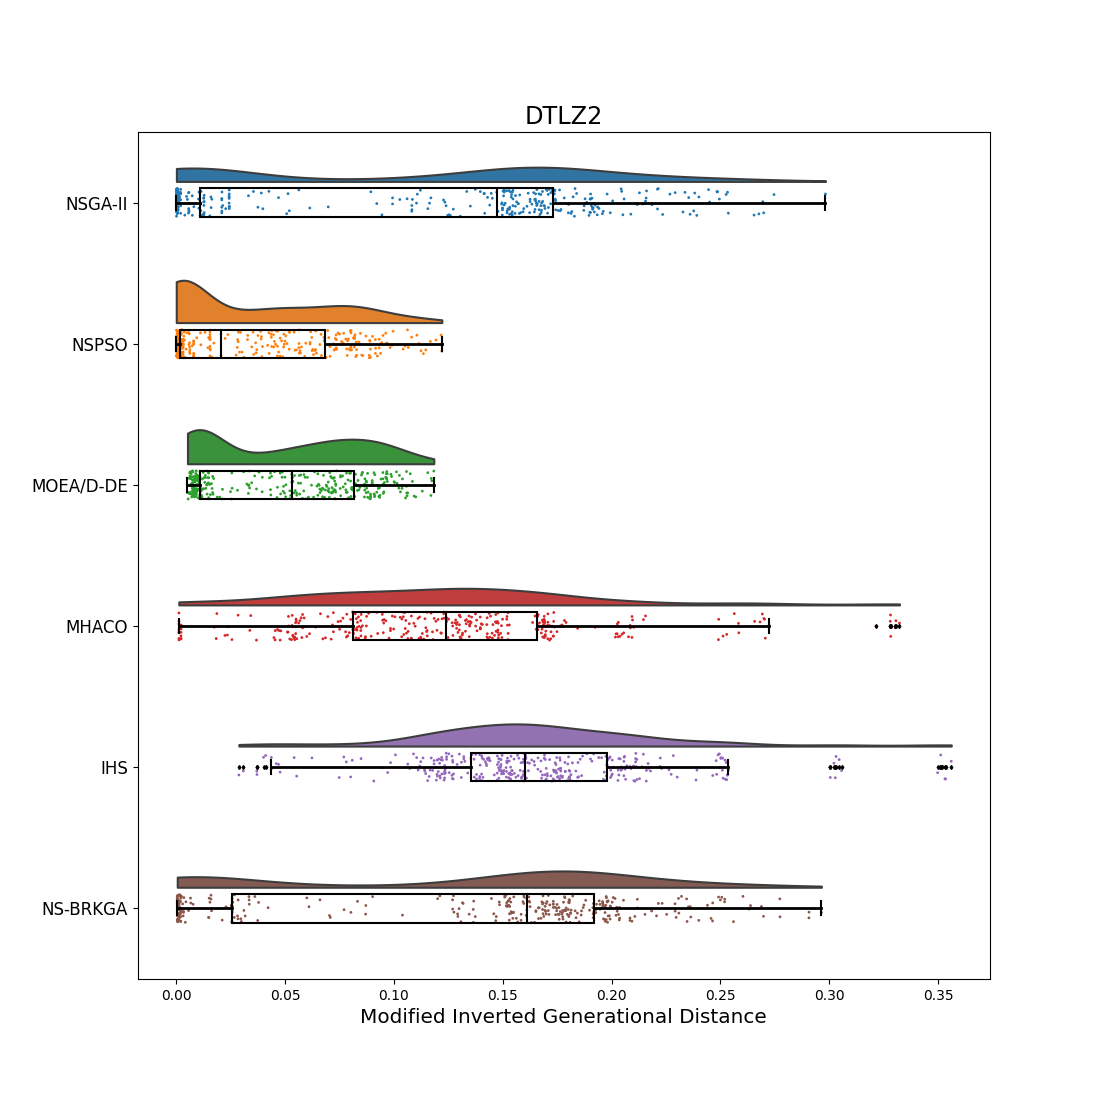 DTLZ2
NSGA-II
NSPSO
MOEA/D-DE
MHACO
IHS
NS-BRKGA
0.00 0.05 0.10 0.15 0.20 0.25 0.30 0.35
Modified Inverted Generational Distance